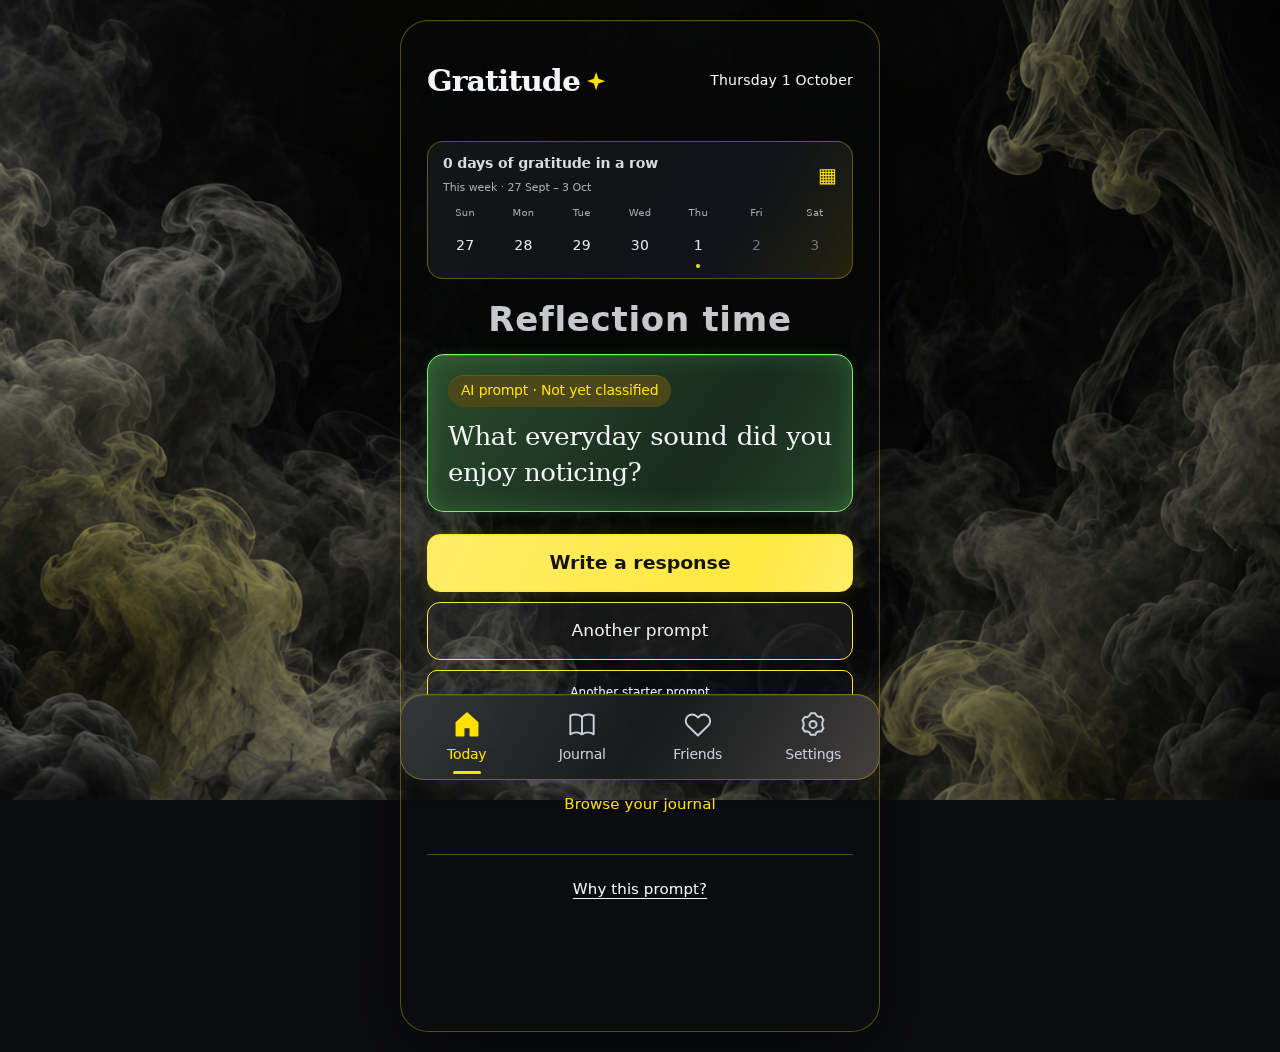 Gratitude
Thursday 1 October
0 days of gratitude in a row
This week · 27 Sept – 3 Oct
Sun Mon Tue Wed Thu Fri Sat
27 28 29 30 1 2 3
Reflection time
AI prompt · Not yet classified
What everyday sound did you
enjoy noticing?
Write a response
Another prompt
Another starter prompt
Today Journal Friends Settings
Browse your journal
Why this prompt?